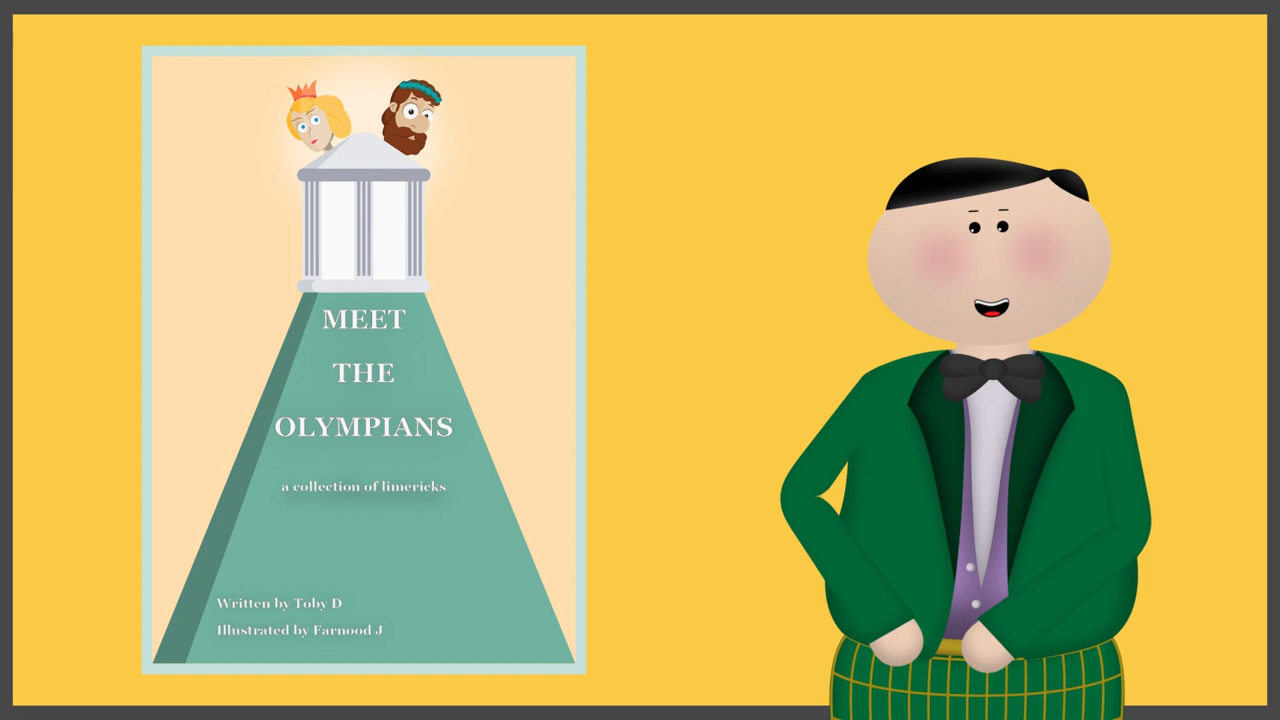 MEET
THE
OLYMPIANS
a collection of limericks
Written by Toby D
Illustrated by Farnood J